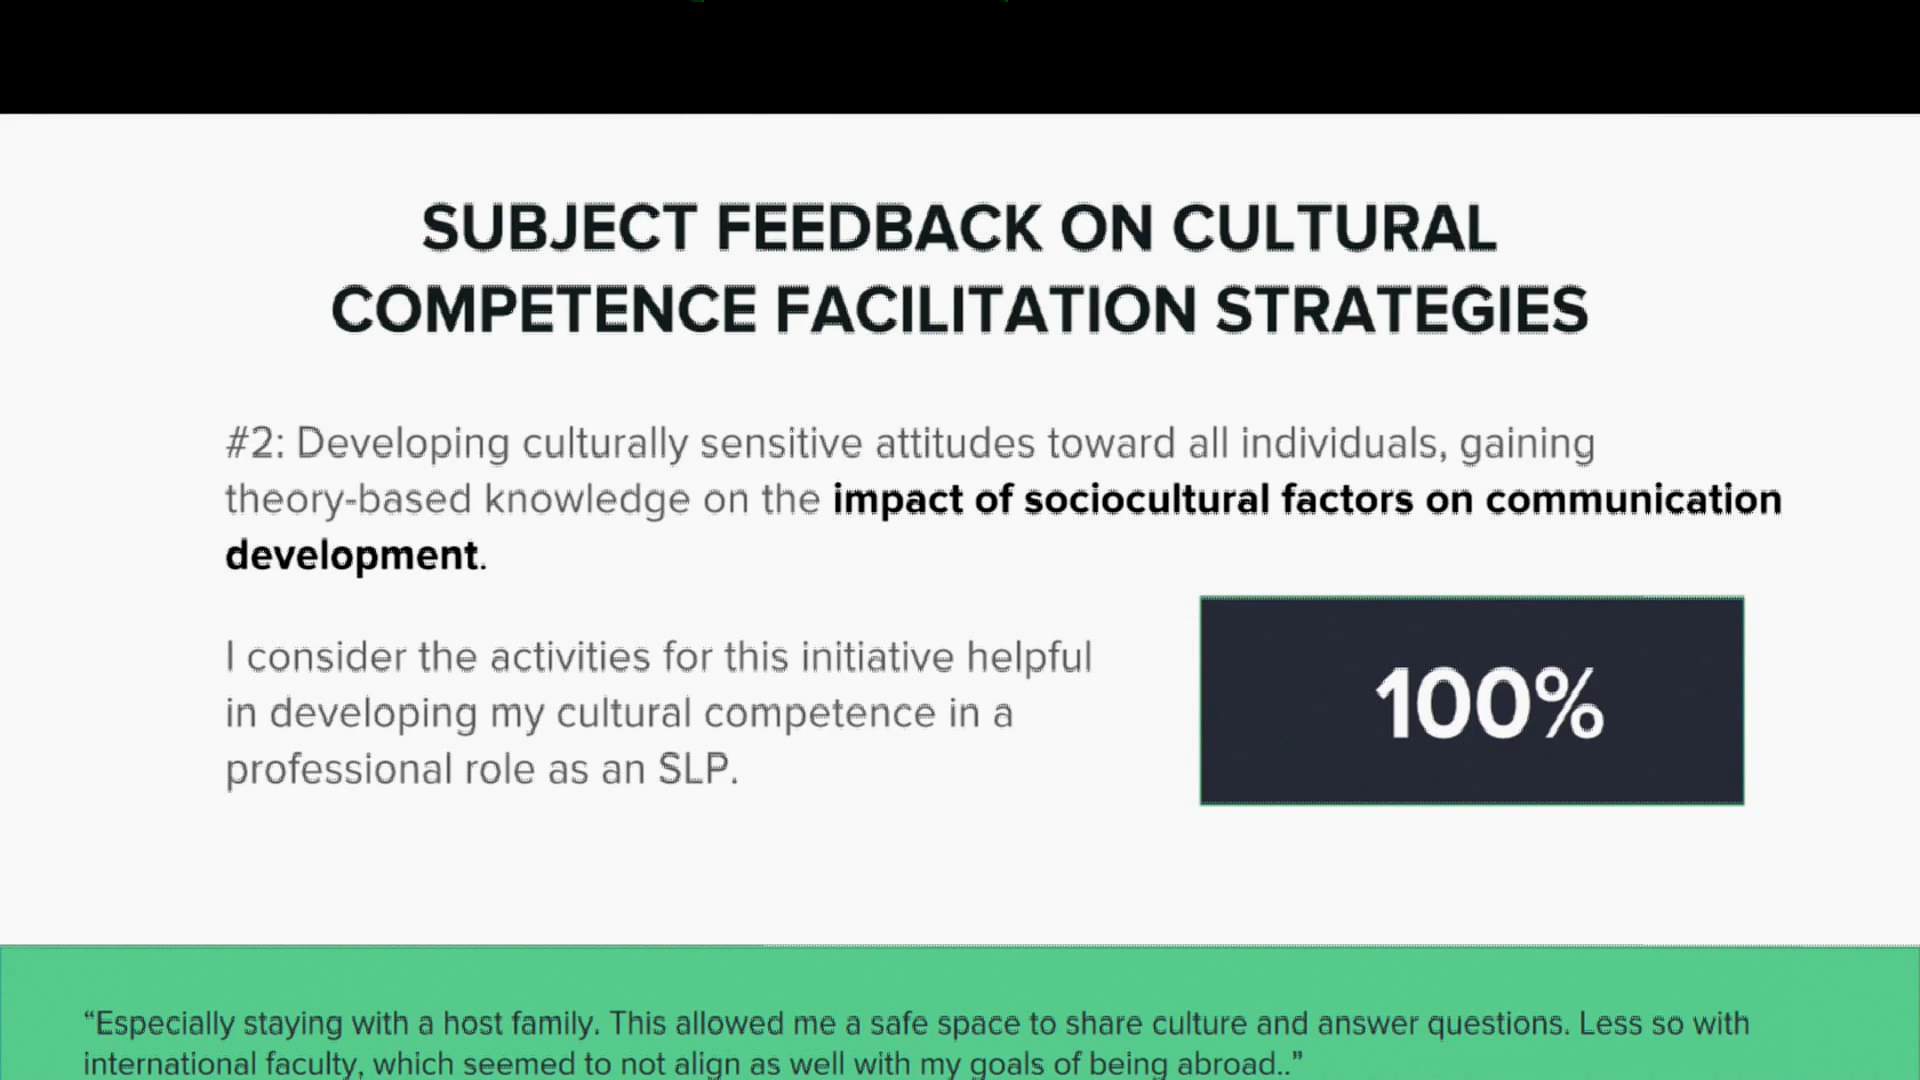 SUBJECT FEEDBACK ON CULTURAL
COMPETENCE FACILITATION STRATEGIES
#2: Developing culturally sensitive attitudes toward all individuals, gaining
theory-based knowledge on the impact of sociocultural factors on communication
development.
I consider the activities for this initiative helpful
in developing my cultural competence in a
professional role as an SLP.
100%
“Especially staying with a host family. This allowed me a safe space to share culture and answer questions. Less so with
international faculty, which seemed to not align as well with my goals of being abroad..”